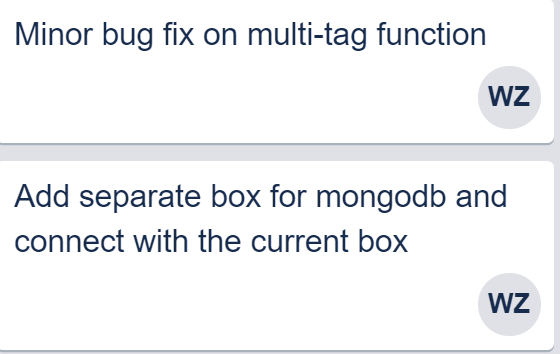 Minor bug fix on multi-tag function
WZ
Add separate box for mongodb and
connect with the current box
WZ